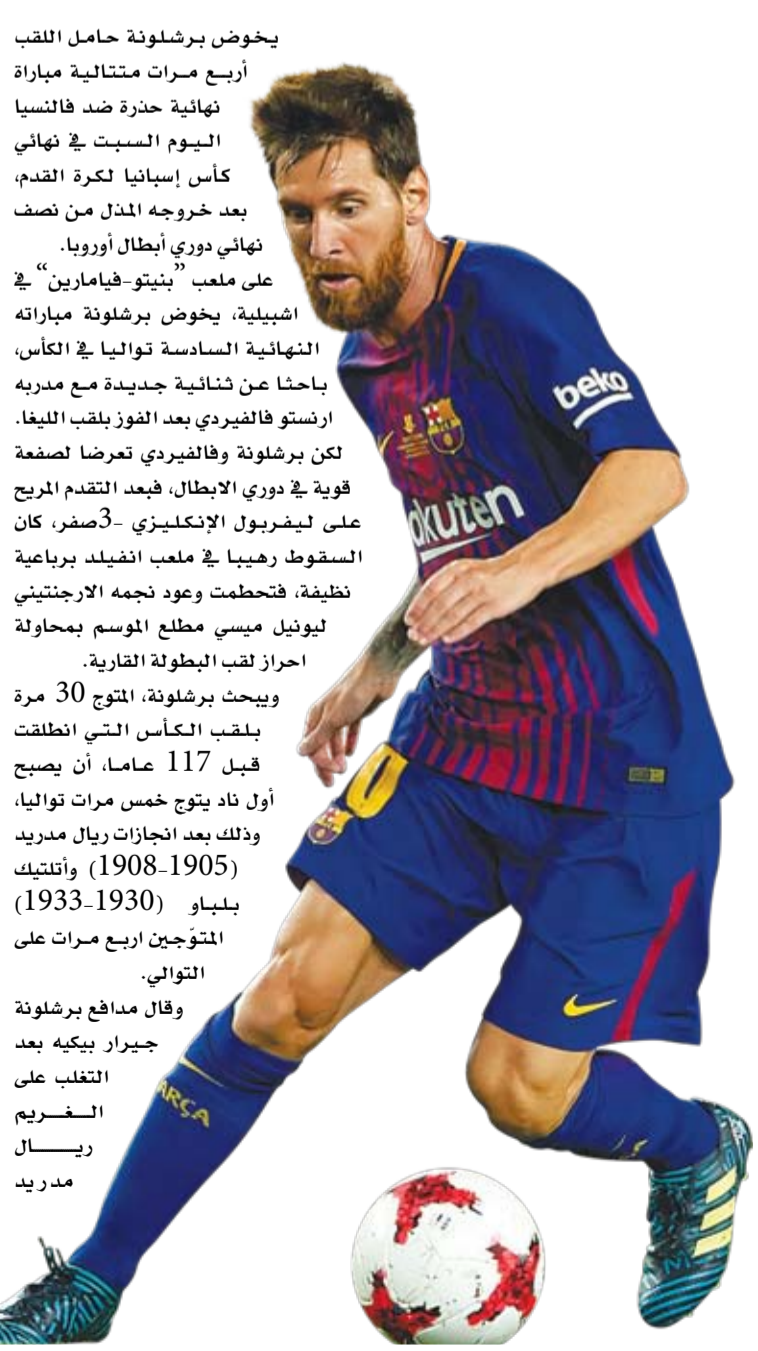 يخوض برشلونة حامل اللقب
أربع مرات متتالية مباراة
نهائية حذرة ضد فالنسيا
اليوم السبت في نهائي
كأس إسبانيا لكرة القدم،
بعد خروجه المذل من نصف
نهائي دوري أبطال أوروبا.
على ملعب ”بنيتو-فيامارين“ في
اشبيلية، يخوض برشلونة مباراته
النهائية السادسة تواليا في الكأس،
باحثا عن ثنائية جديدة مع مدربه
ارنستو فالفيردي بعد الفوز بلقب الليغا.
لكن برشلونة وفالفيردي تعرضا لصفعة
قوية في دوري الابطال، فبعد التقدم المريح
على ليفربول الإنكليزي -3صفر، كان
السقوط رهيبا في ملعب انفيلد برباعية
نظيفة، فتحطمت وعود نجمه الارجنتيني
ليونيل ميسي مطلع الموسم بمحاولة
احراز لقب البطولة القارية.
ويبحث برشلونة، المتوج 30 مرة
بلقب الكأس التي انطلقت
قبل 117 عاما، أن يصبح
أول ناد يتوج خمس مرات تواليا،
وذلك بعد انجازات ريال مدريد
(1905-1908) وأتلتيك
بلباو (1930-1933)
المتوّجين اربع مرات على
التوالي.
وقال مدافع برشلونة
جيرار بيكيه بعد
التغلب على
الغريم
ريال
مدريد
beko
akuten
0
ARÇA